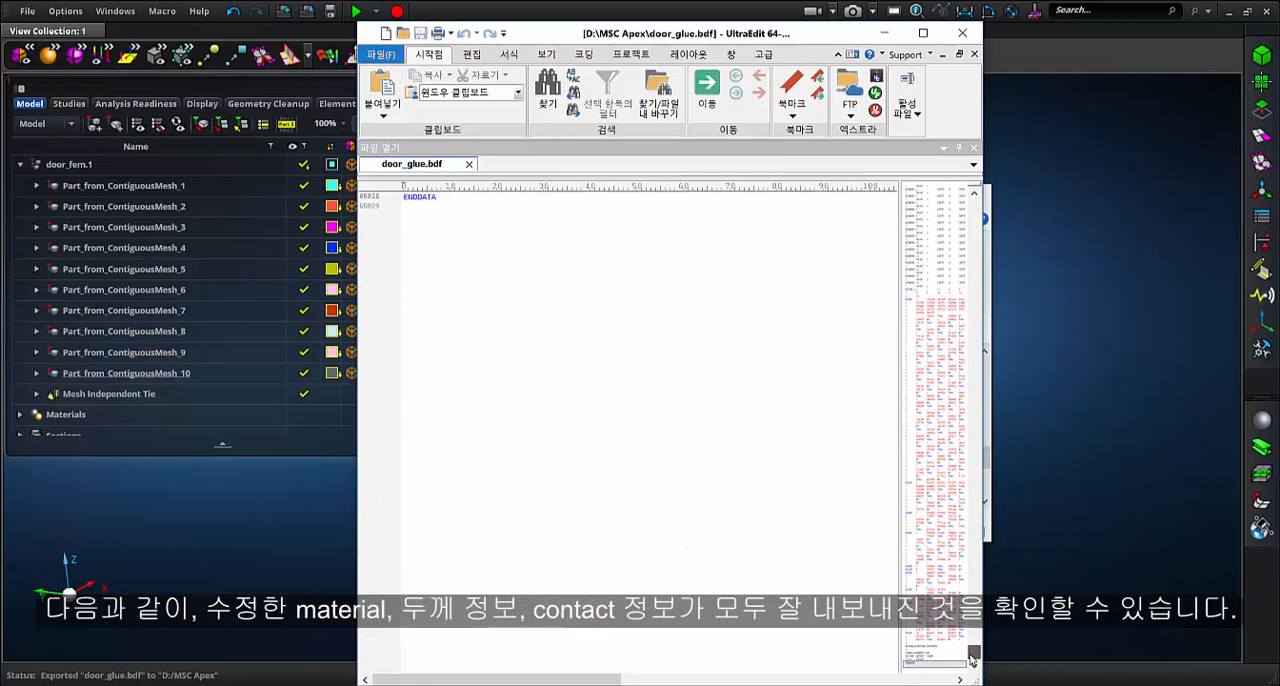 File Options Windows Macro Help
Search...
View Collection: 1
[D:\MSC Apex\door_glue.bdf] - UltraEdit 64-...
파일(F) 시작점 편집 서식 보기 코딩 프로젝트 레이아웃 창 고급 Support
붙여넣기 복사 자르기
윈도우 클립보드
클립보드
찾기
선택 항목의
필터
찾기/파일
내 바꾸기
검색
이동
이동
북마크
북마크
FTP
엑스트라
활성
파일
파일 열기
door_glue.bdf
Model Studies Analysis Readiness Display Geometry Cleanup Element
Model 100%
Name
door_fem.1
Part_from_ContiguousMesh_1
Part_from_ContiguousMesh_2
Part_from_ContiguousMesh_3
Part_from_ContiguousMesh_4
Part_from_ContiguousMesh_5
Part_from_ContiguousMesh_6
Part_from_ContiguousMesh_7
Part_from_ContiguousMesh_8
Part_from_ContiguousMesh_9
Part_from_ContiguousMesh_10
Mesh Independent Tie
Materials
65028 ENDDATA
65029
Z
X
다음과 같이, 수정한 material, 두께 정보, contact 정보가 모두 잘 내보내진 것을 확인할 수 있습니다.
Status: Exported "door_glue.bdf" to "D:/MSC Apex"